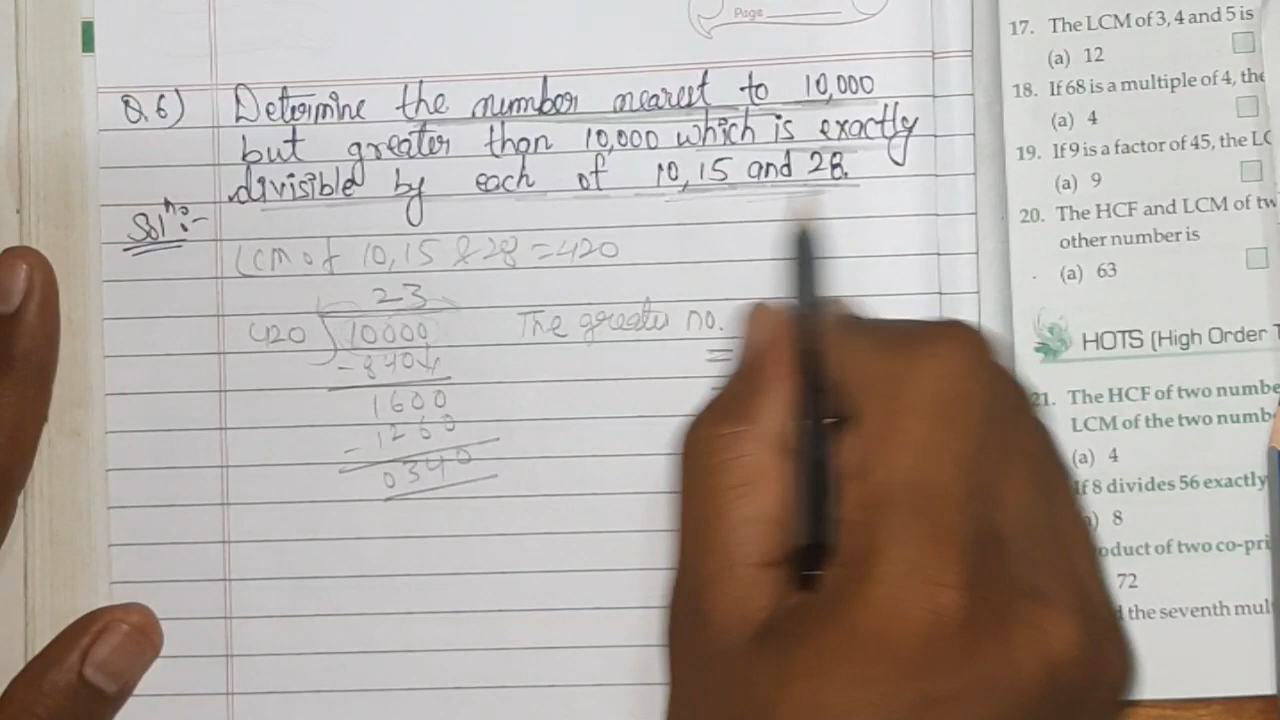 Page
Q.6) Determine the number nearest to 10,000
but greater than 10,000 which is exactly
divisible by each of 10, 15 and 28.
Solno:-
LCM of 10, 15 & 28 = 420
23
420 ) 10000
- 840↓
1600
- 1260
0340
The greater no.
=
17. The LCM of 3, 4 and 5 is
(a) 12
18. If 68 is a multiple of 4, the
(a) 4
19. If 9 is a factor of 45, the LC
(a) 9
20. The HCF and LCM of tw
other number is
(a) 63
HOTS (High Order T
21. The HCF of two numbe
LCM of the two numb
(a) 4
If 8 divides 56 exactly
) 8
oduct of two co-pri
72
the seventh mul